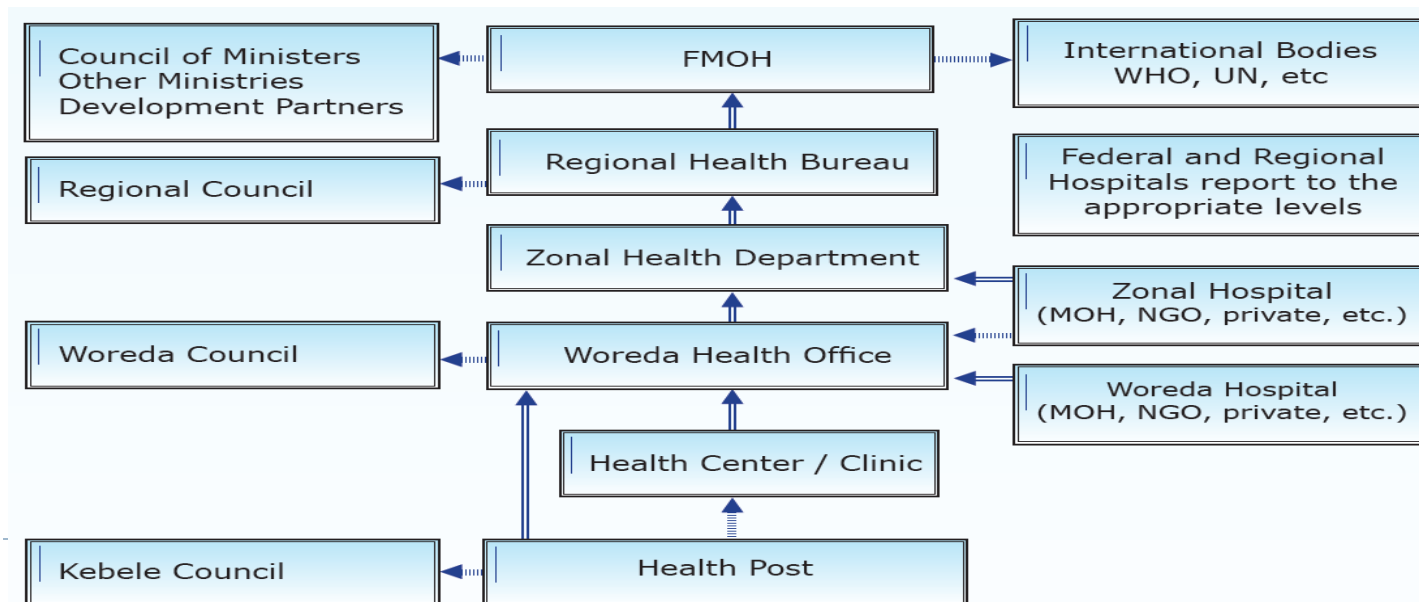 Council of Ministers
Other Ministries
Development Partners
FMOH
International Bodies
WHO, UN, etc
Regional Health Bureau
Regional Council
Federal and Regional
Hospitals report to the
appropriate levels
Zonal Health Department
Zonal Hospital
(MOH, NGO, private, etc.)
Woreda Council
Woreda Health Office
Woreda Hospital
(MOH, NGO, private, etc.)
Health Center / Clinic
Kebele Council
Health Post